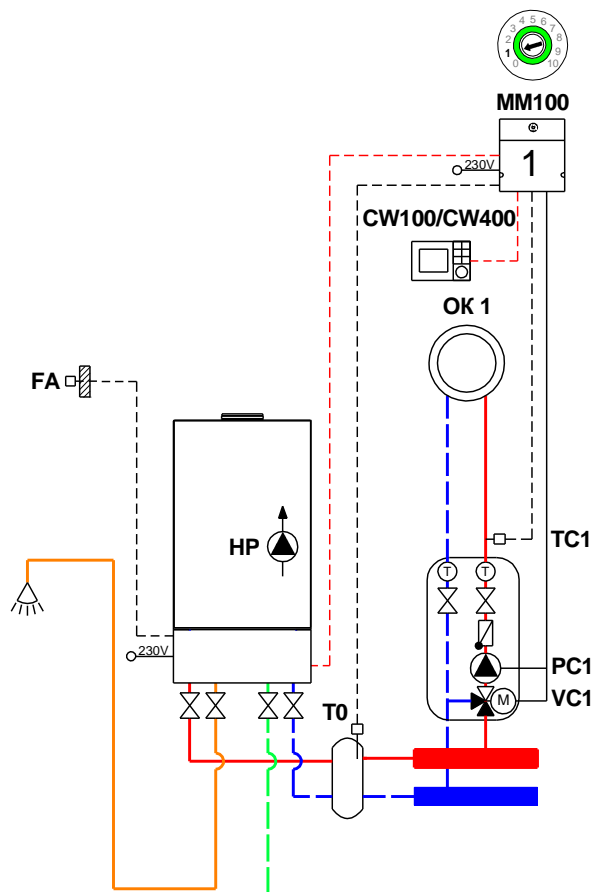 4 5 6
3 7
2 8
1 9
0 10
MM100
230V
1
CW100/CW400
ОК 1
FA
HP
TC1
T T
230V
PC1
M
VC1
T0